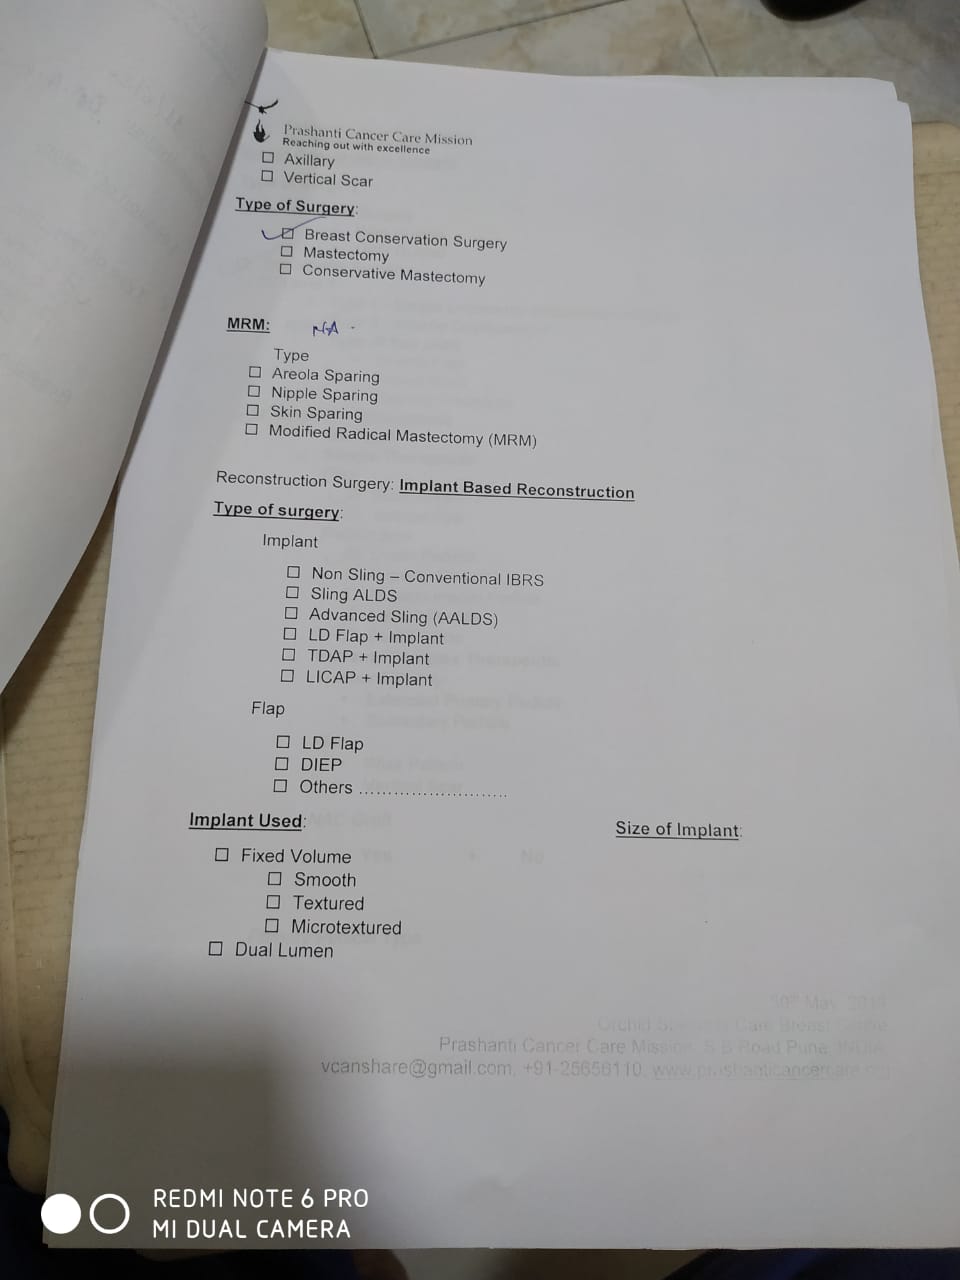 Prashanti Cancer Care Mission
Reaching out with excellence
☐ Axillary
☐ Vertical Scar
Type of Surgery:
☑ Breast Conservation Surgery
☐ Mastectomy
☐ Conservative Mastectomy
MRM: NA
Type
☐ Areola Sparing
☐ Nipple Sparing
☐ Skin Sparing
☐ Modified Radical Mastectomy (MRM)
Reconstruction Surgery: Implant Based Reconstruction
Type of surgery:
Implant
☐ Non Sling – Conventional IBRS
☐ Sling ALDS
☐ Advanced Sling (AALDS)
☐ LD Flap + Implant
☐ TDAP + Implant
☐ LICAP + Implant
Flap
☐ LD Flap
☐ DIEP
☐ Others ..........................
Implant Used: Size of Implant:
☐ Fixed Volume
☐ Smooth
☐ Textured
☐ Microtextured
☐ Dual Lumen
May
Care Breast Centre
Prashanti Cancer Care Mission, S B Road Pune, INDIA
vcanshare@gmail.com, +91-25656110, www.prashanticancercare.org
REDMI NOTE 6 PRO
MI DUAL CAMERA